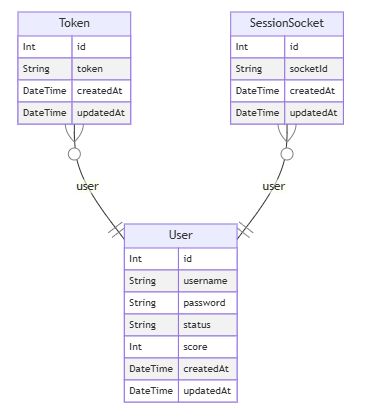 Token
Int id
String token
DateTime createdAt
DateTime updatedAt
SessionSocket
Int id
String socketId
DateTime createdAt
DateTime updatedAt
user
user
User
Int id
String username
String password
String status
Int score
DateTime createdAt
DateTime updatedAt